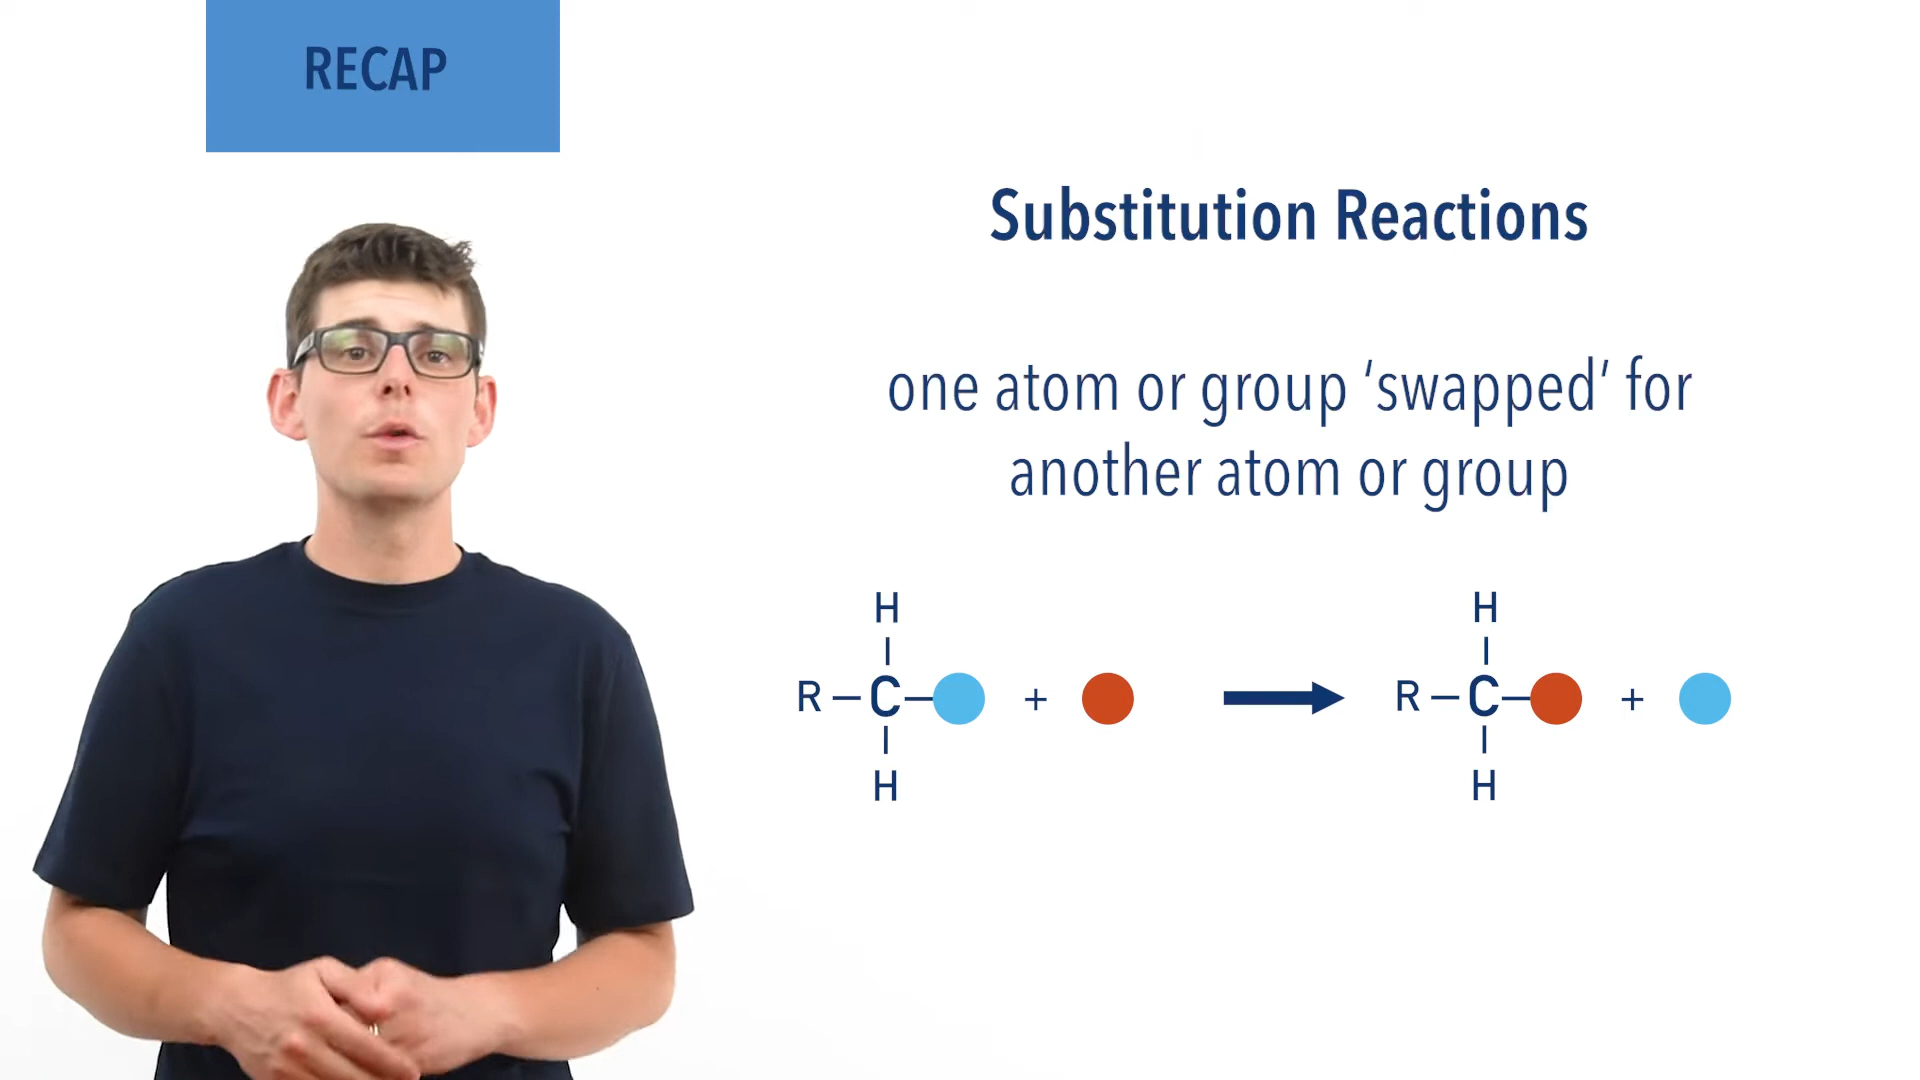 RECAP
Substitution Reactions
one atom or group ‘swapped’ for
another atom or group
H H
R – C – + R – C – +
H H